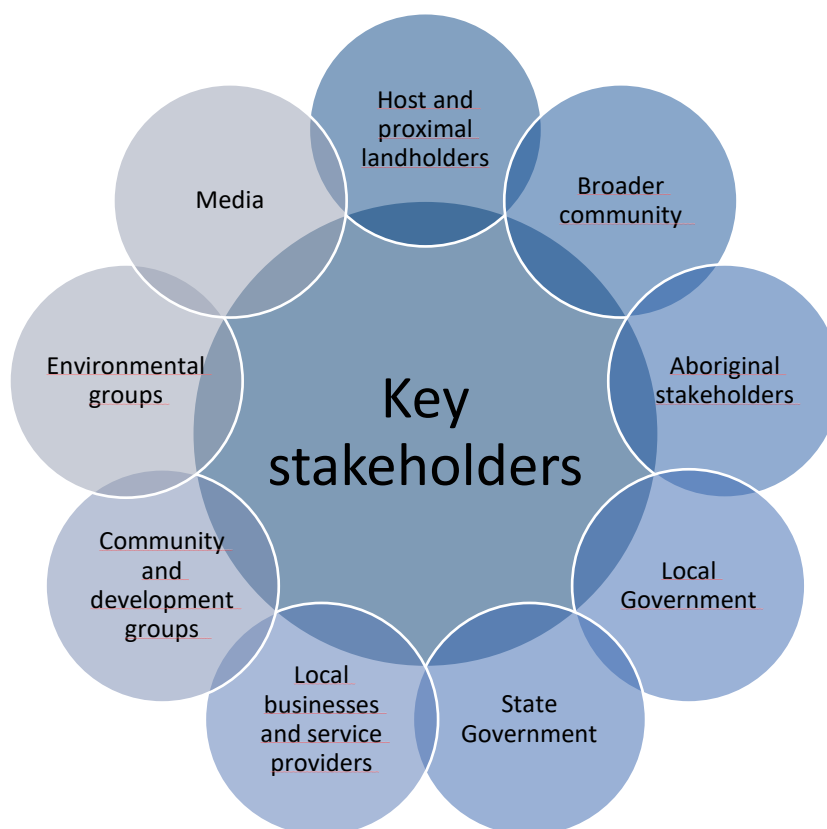 Host and
proximal
landholders
Broader
community
Aboriginal
stakeholders
Local
Government
State
Government
Local
businesses
and service
providers
Community
and
development
groups
Environmental
groups
Media
Key
stakeholders